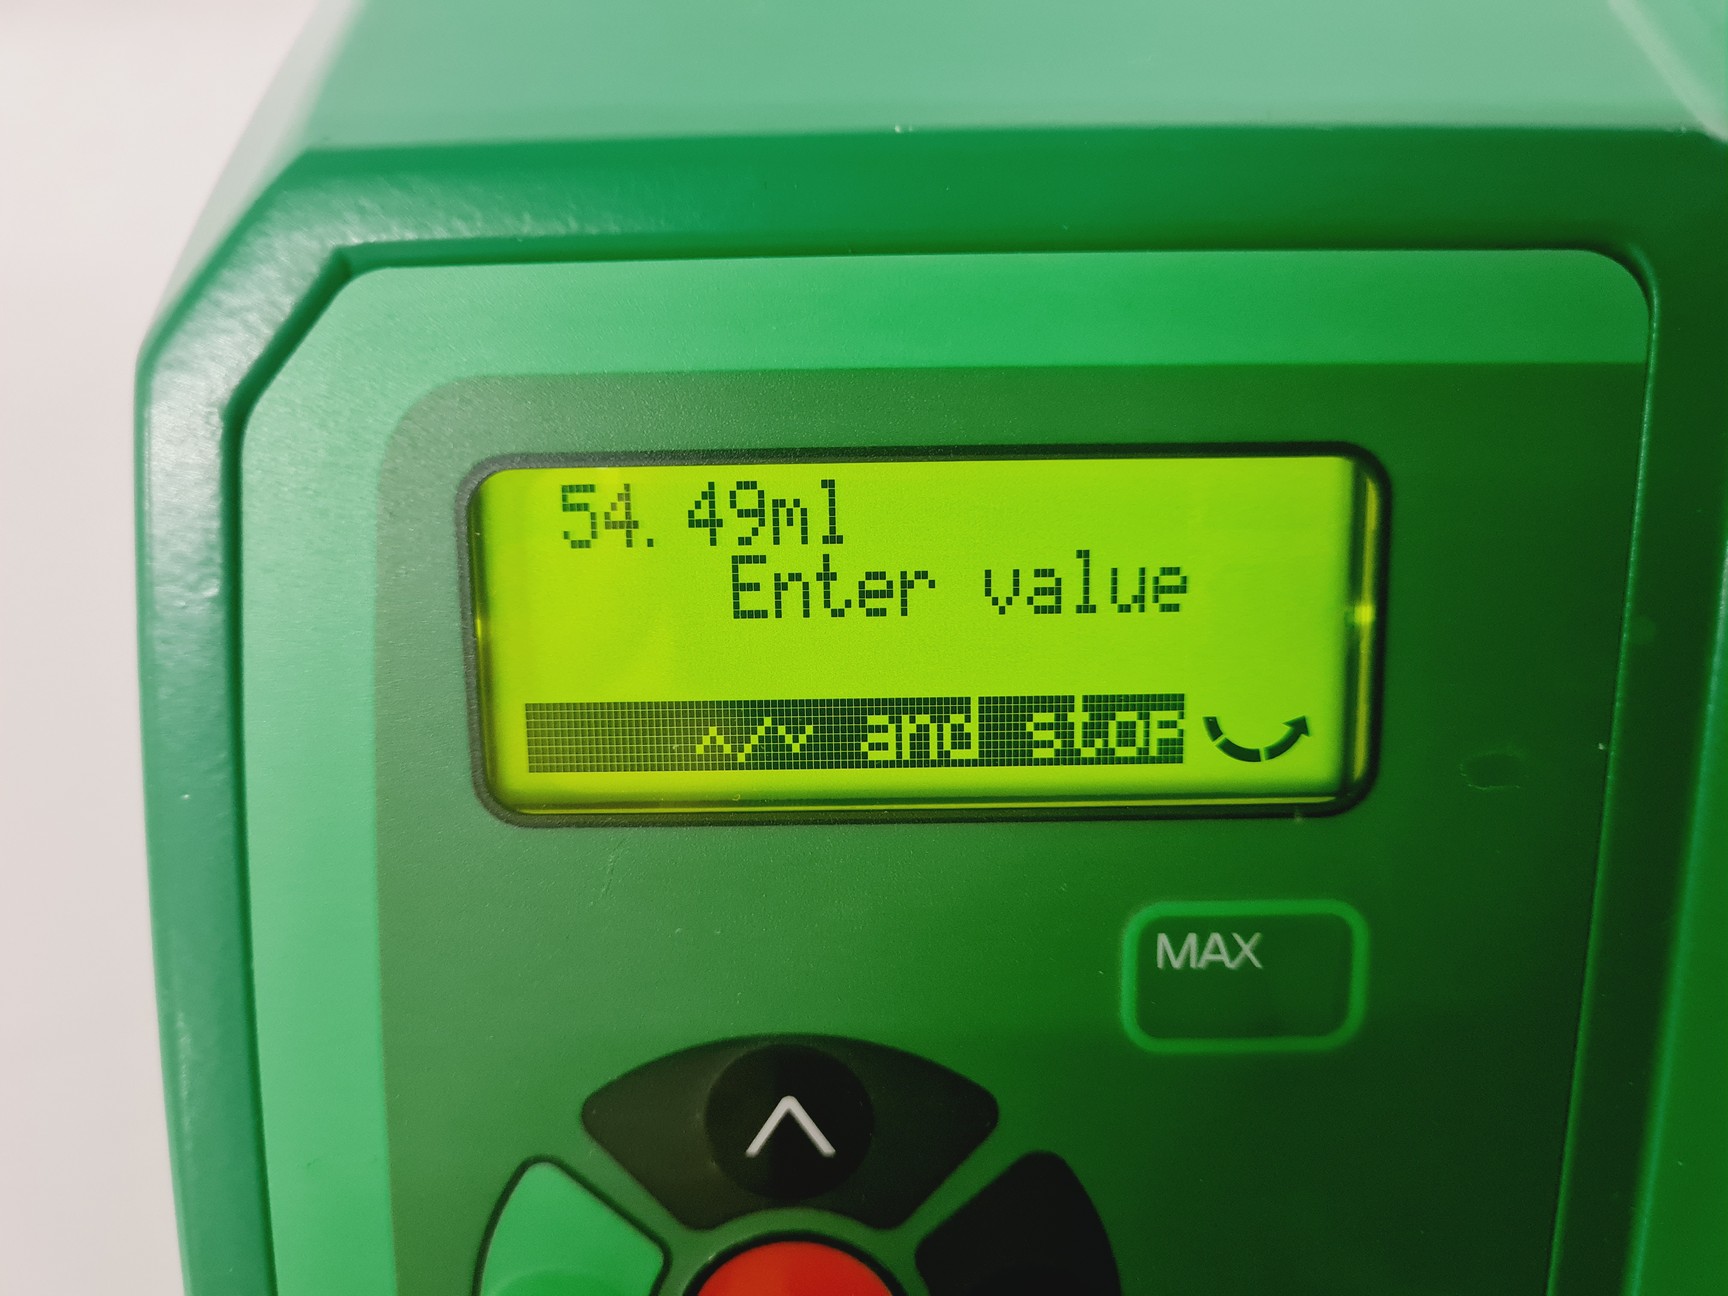 54.49ml
Enter value
^/v and stop
MAX